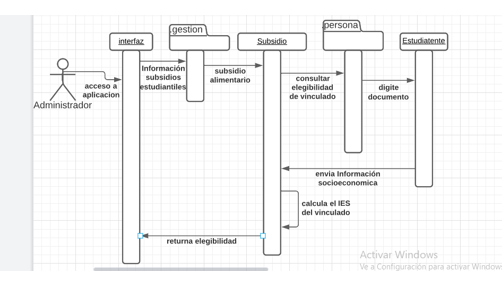 gestion
persona
interfaz
Subsidio
Estudiatente
Información
subsidios
estudiantiles
subsidio
alimentario
consultar
elegibilidad
de vinculado
digite
documento
acceso a
aplicacion
Administrador
envia Información
socioeconomica
calcula el IES
del vinculado
returna elegibilidad
Activar Windows
Ve a Configuración para activar Window